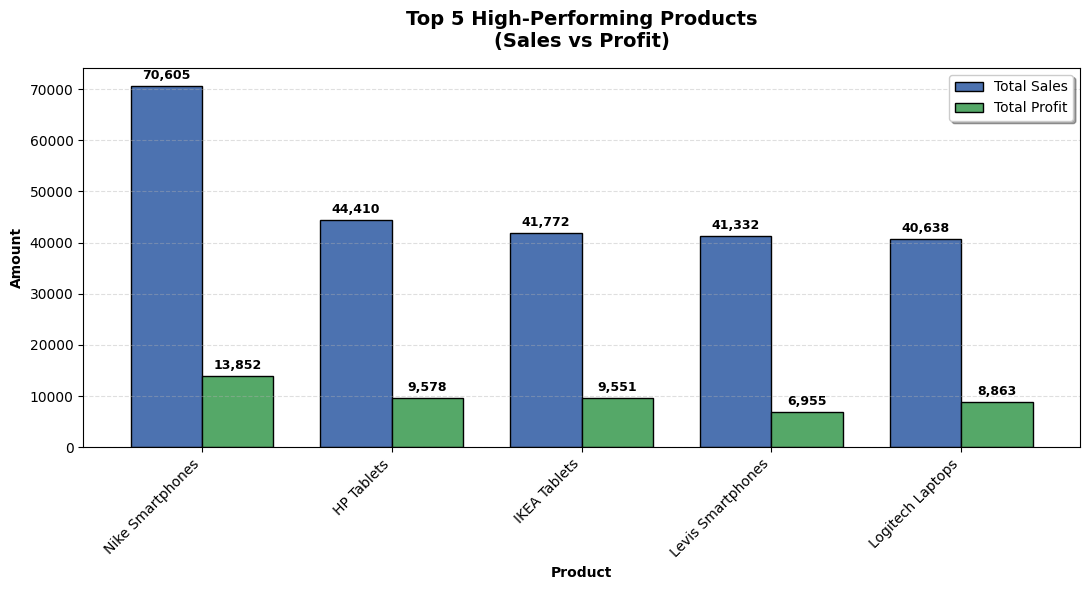 Top 5 High-Performing Products
(Sales vs Profit)
Total Sales
Total Profit
Amount
70000
60000
50000
40000
30000
20000
10000
0
70,605
13,852
44,410
9,578
41,772
9,551
41,332
6,955
40,638
8,863
Nike Smartphones
HP Tablets
IKEA Tablets
Levis Smartphones
Logitech Laptops
Product